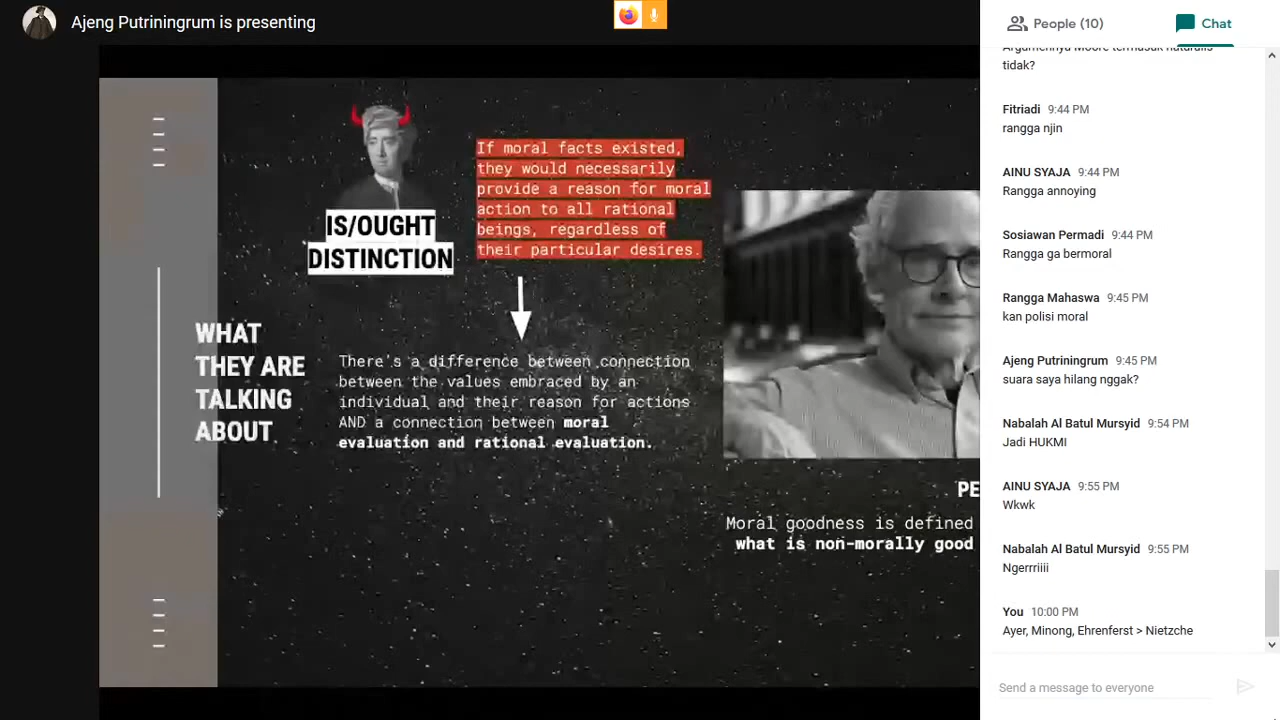 Ajeng Putriningrum is presenting
People (10)
Chat
IS/OUGHT
DISTINCTION
If moral facts existed,
they would necessarily
provide a reason for moral
action to all rational
beings, regardless of
their particular desires.
WHAT
THEY ARE
TALKING
ABOUT
There's a difference between connection
between the values embraced by an
individual and their reason for actions
AND a connection between moral
evaluation and rational evaluation.
PE
Moral goodness is defined
what is non-morally good
Argumennya Moore termasuk naturalis
tidak?
Fitriadi 9:44 PM
rangga njin
AINU SYAJA 9:44 PM
Rangga annoying
Sosiawan Permadi 9:44 PM
Rangga ga bermoral
Rangga Mahaswa 9:45 PM
kan polisi moral
Ajeng Putriningrum 9:45 PM
suara saya hilang nggak?
Nabalah Al Batul Mursyid 9:54 PM
Jadi HUKMI
AINU SYAJA 9:55 PM
Wkwk
Nabalah Al Batul Mursyid 9:55 PM
Ngerrriiii
You 10:00 PM
Ayer, Minong, Ehrenferst > Nietzche
Send a message to everyone